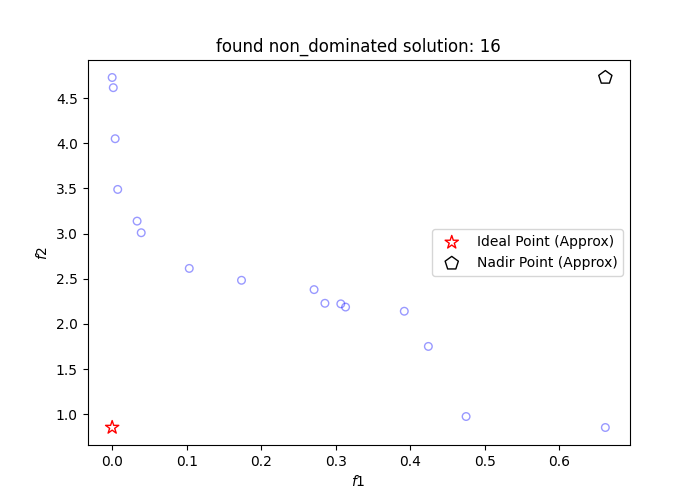 found non_dominated solution: 16
4.5
4.0
3.5
3.0
2.5
2.0
1.5
1.0
f2
Ideal Point (Approx)
Nadir Point (Approx)
0.0 0.1 0.2 0.3 0.4 0.5 0.6
f1